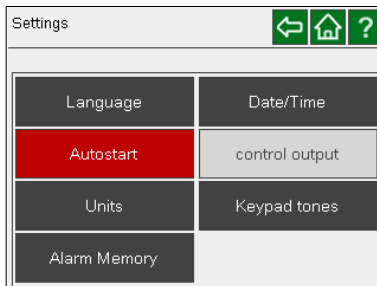 Settings
?
Language
Date/Time
Autostart
control output
Units
Keypad tones
Alarm Memory